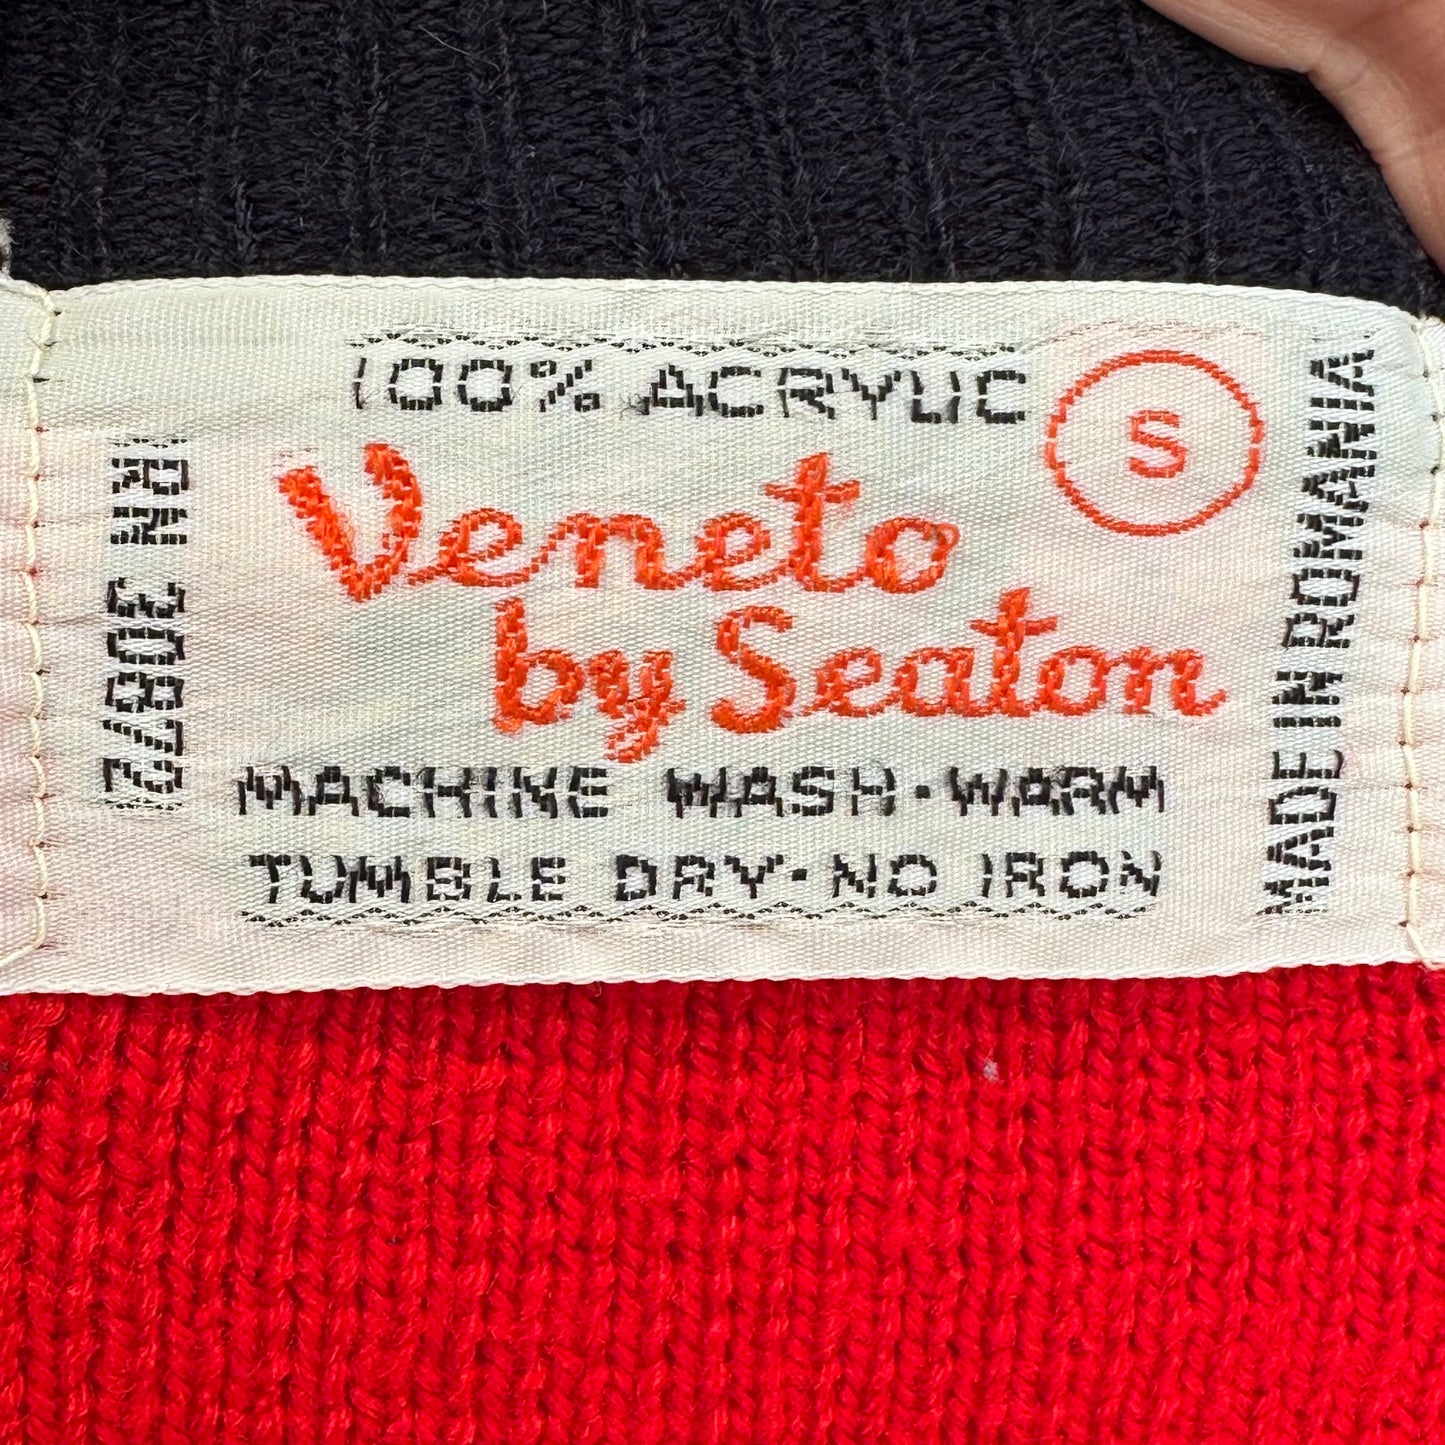 100% ACRYLIC
S
Veneto
by Seaton
MACHINE WASH·WARM
TUMBLE DRY·NO IRON
RN 30872
MADE IN ROMANIA